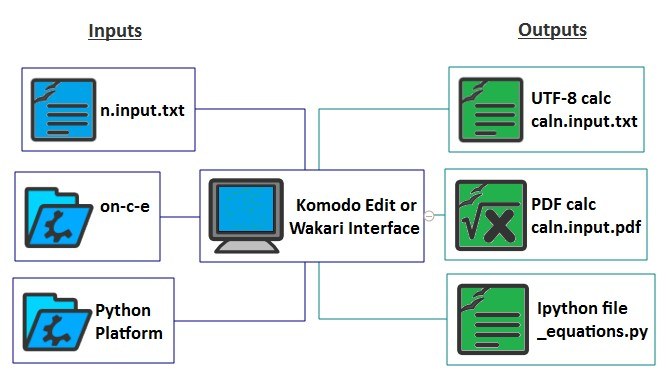 Inputs
Outputs
n.input.txt
UTF-8 calc
caln.input.txt
on-c-e
Komodo Edit or
Wakari Interface
PDF calc
caln.input.pdf
Python
Platform
Ipython file
_equations.py